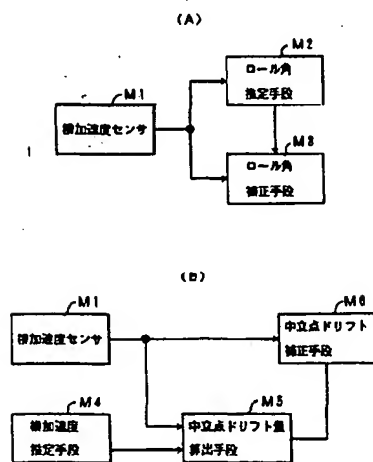 (A)
M1
横加速度センサ
M2
ロール角
推定手段
M3
ロール角
補正手段
1
(B)
M1
横加速度センサ
M6
中立点ドリフト
補正手段
M4
横加速度
推定手段
M5
中立点ドリフト量
算出手段